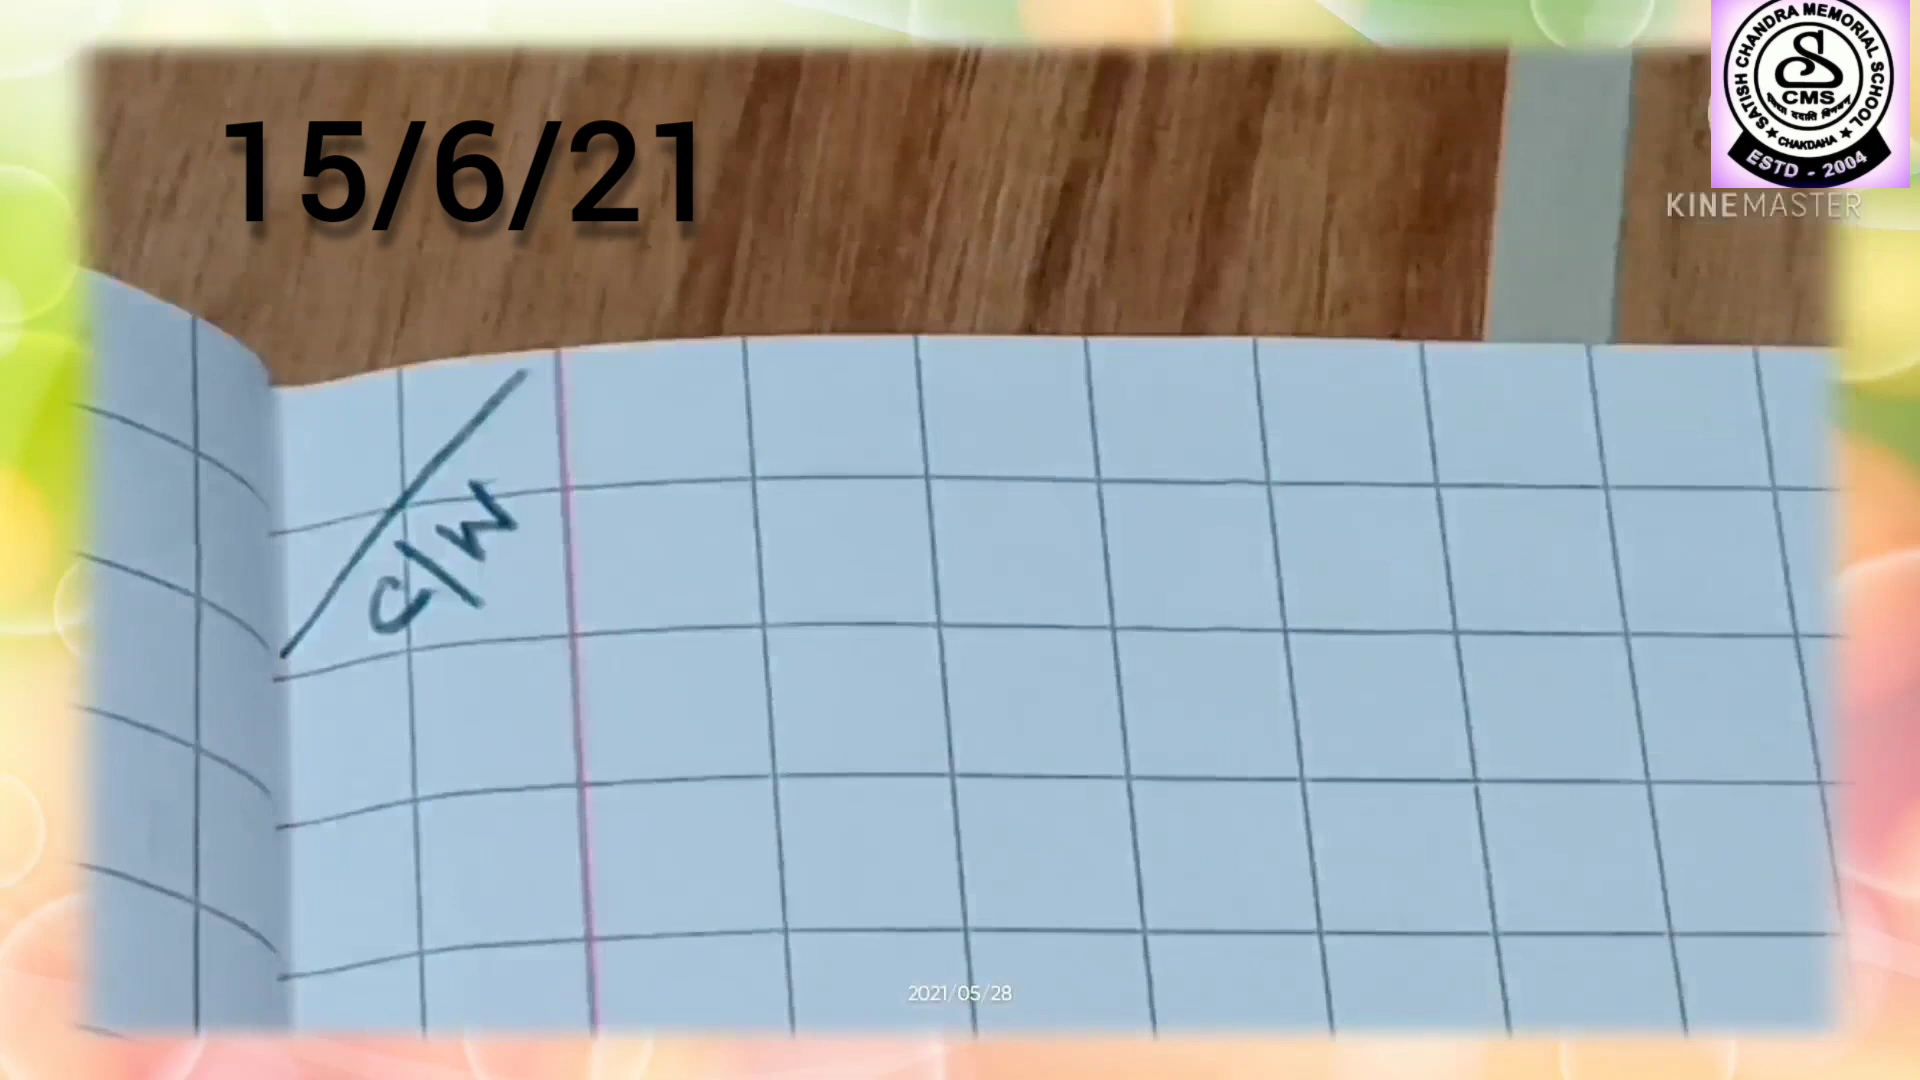 15/6/21
SATISH CHANDRA MEMORIAL SCHOOL
S
CMS
CHAKDAHA
ESTD - 2004
KINEMASTER
C/W
2021/05/28